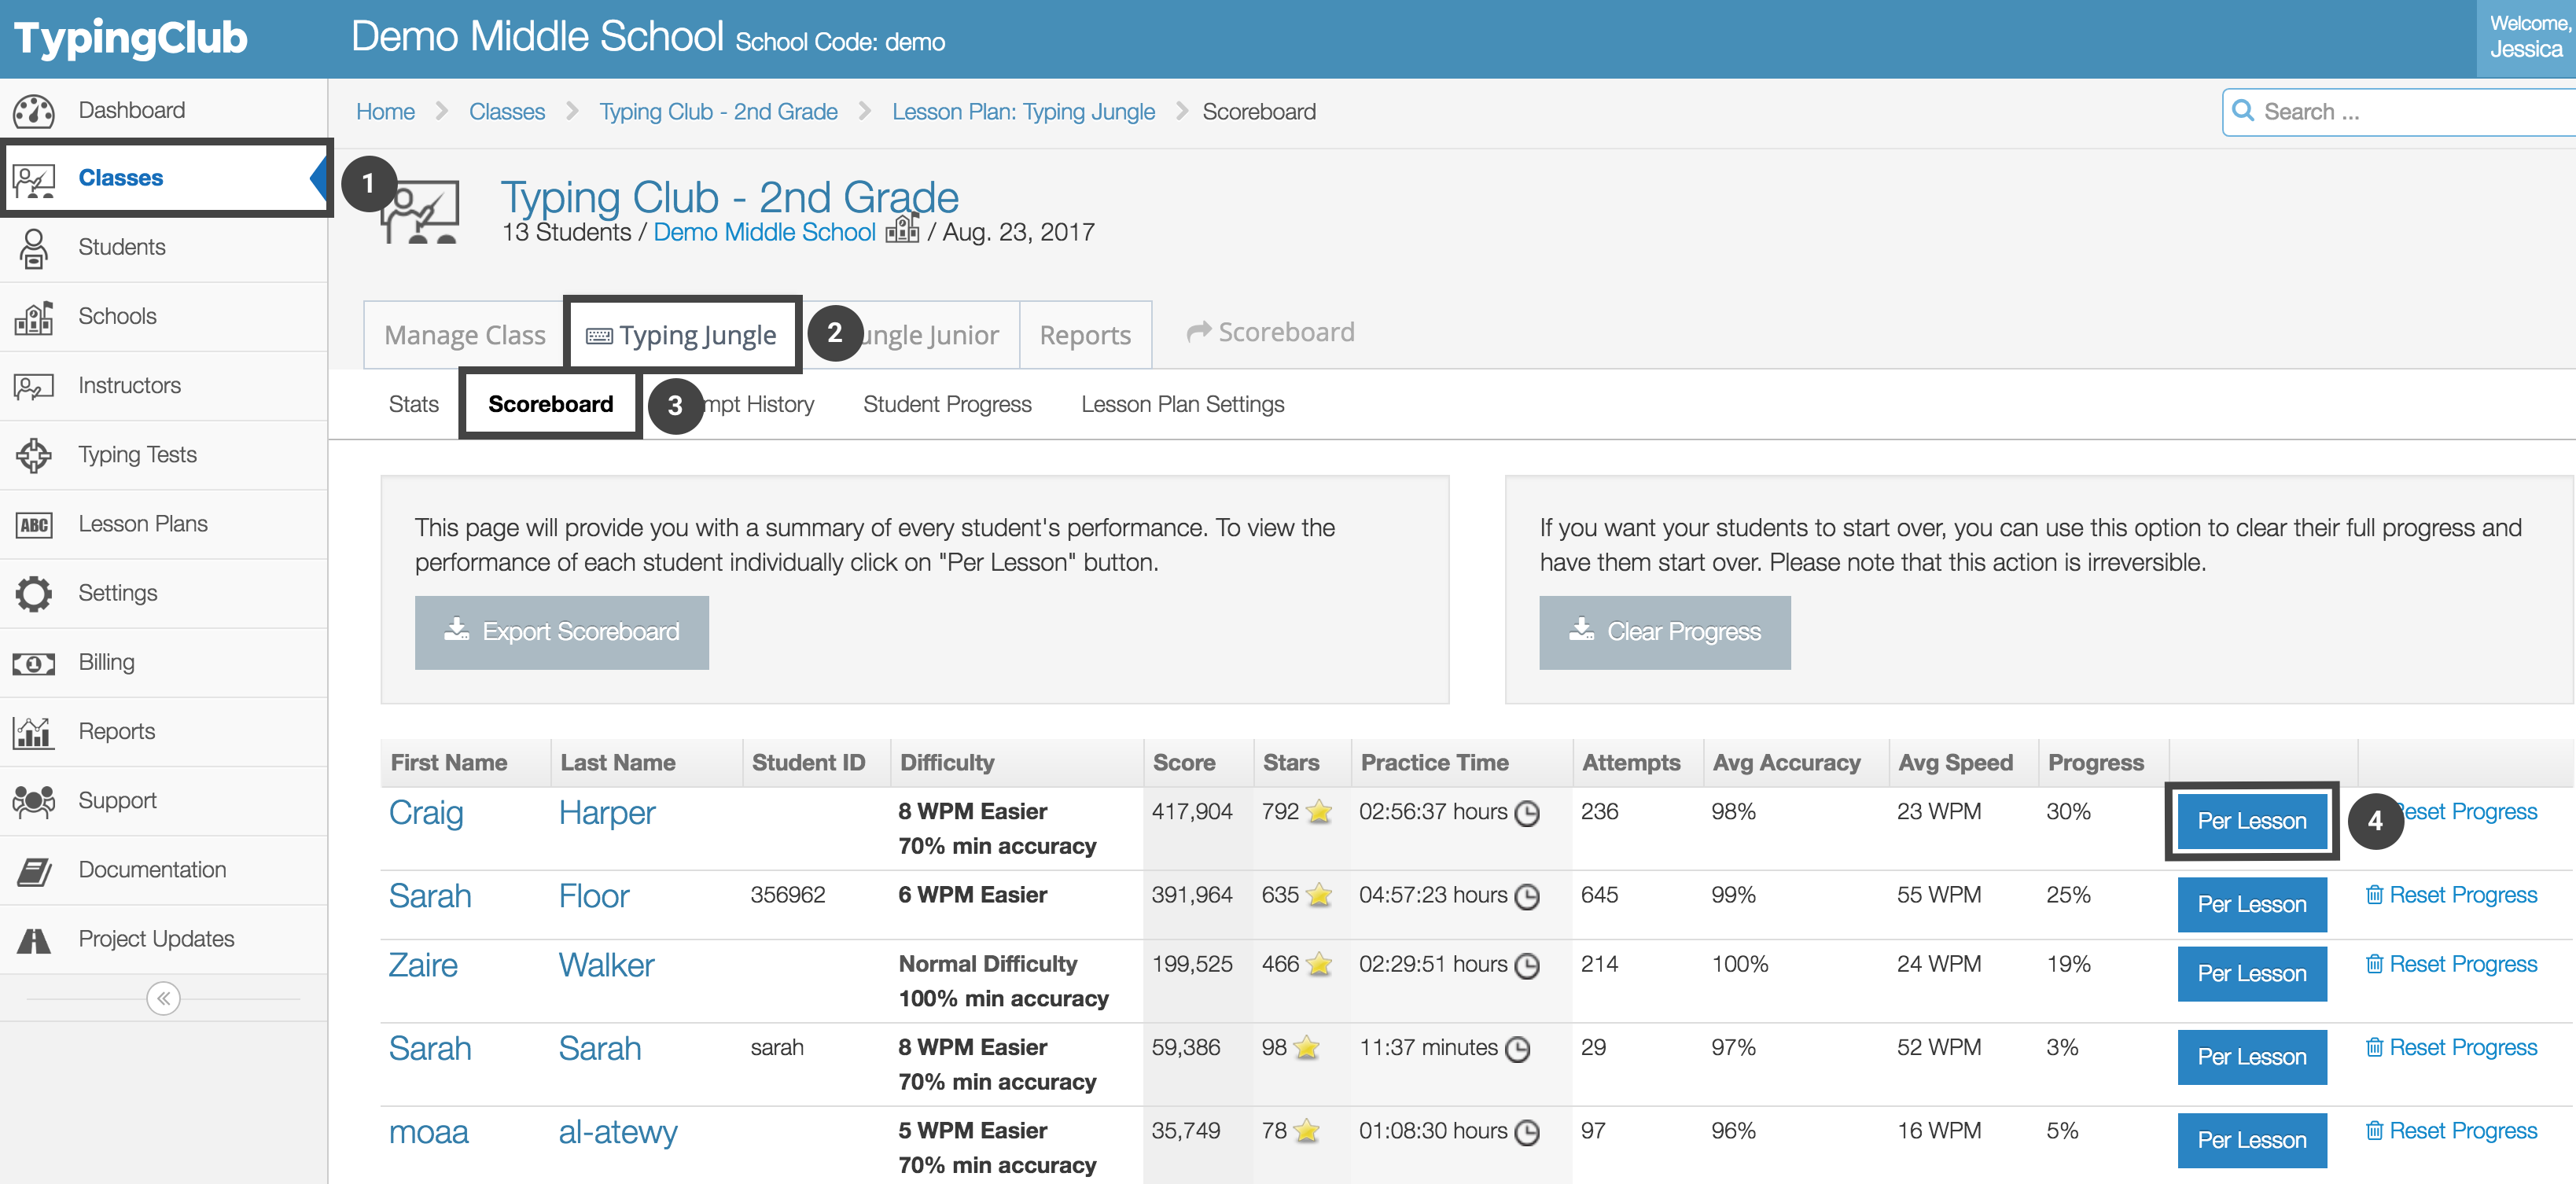 TypingClub
Demo Middle School School Code: demo
Welcome,
Jessica
Dashboard
Classes
Students
Schools
Instructors
Typing Tests
ABC
Lesson Plans
Settings
Billing
Reports
Support
Documentation
Project Updates
Home Classes Typing Club - 2nd Grade Lesson Plan: Typing Jungle Scoreboard
Search ...
1
Typing Club - 2nd Grade
13 Students / Demo Middle School / Aug. 23, 2017
Manage Class Typing Jungle 2 ungle Junior Reports Scoreboard
Stats Scoreboard 3 mpt History Student Progress Lesson Plan Settings
This page will provide you with a summary of every student's performance. To view the
performance of each student individually click on "Per Lesson" button.
Export Scoreboard
If you want your students to start over, you can use this option to clear their full progress and
have them start over. Please note that this action is irreversible.
Clear Progress
First Name Last Name Student ID Difficulty Score Stars Practice Time Attempts Avg Accuracy Avg Speed Progress
Craig Harper 8 WPM Easier 417,904 792 02:56:37 hours 236 98% 23 WPM 30% Per Lesson 4 eset Progress
70% min accuracy
Sarah Floor 356962 6 WPM Easier 391,964 635 04:57:23 hours 645 99% 55 WPM 25% Per Lesson Reset Progress
Zaire Walker Normal Difficulty 199,525 466 02:29:51 hours 214 100% 24 WPM 19% Per Lesson Reset Progress
100% min accuracy
Sarah Sarah sarah 8 WPM Easier 59,386 98 11:37 minutes 29 97% 52 WPM 3% Per Lesson Reset Progress
70% min accuracy
moaa al-atewy 5 WPM Easier 35,749 78 01:08:30 hours 97 96% 16 WPM 5% Per Lesson Reset Progress
70% min accuracy